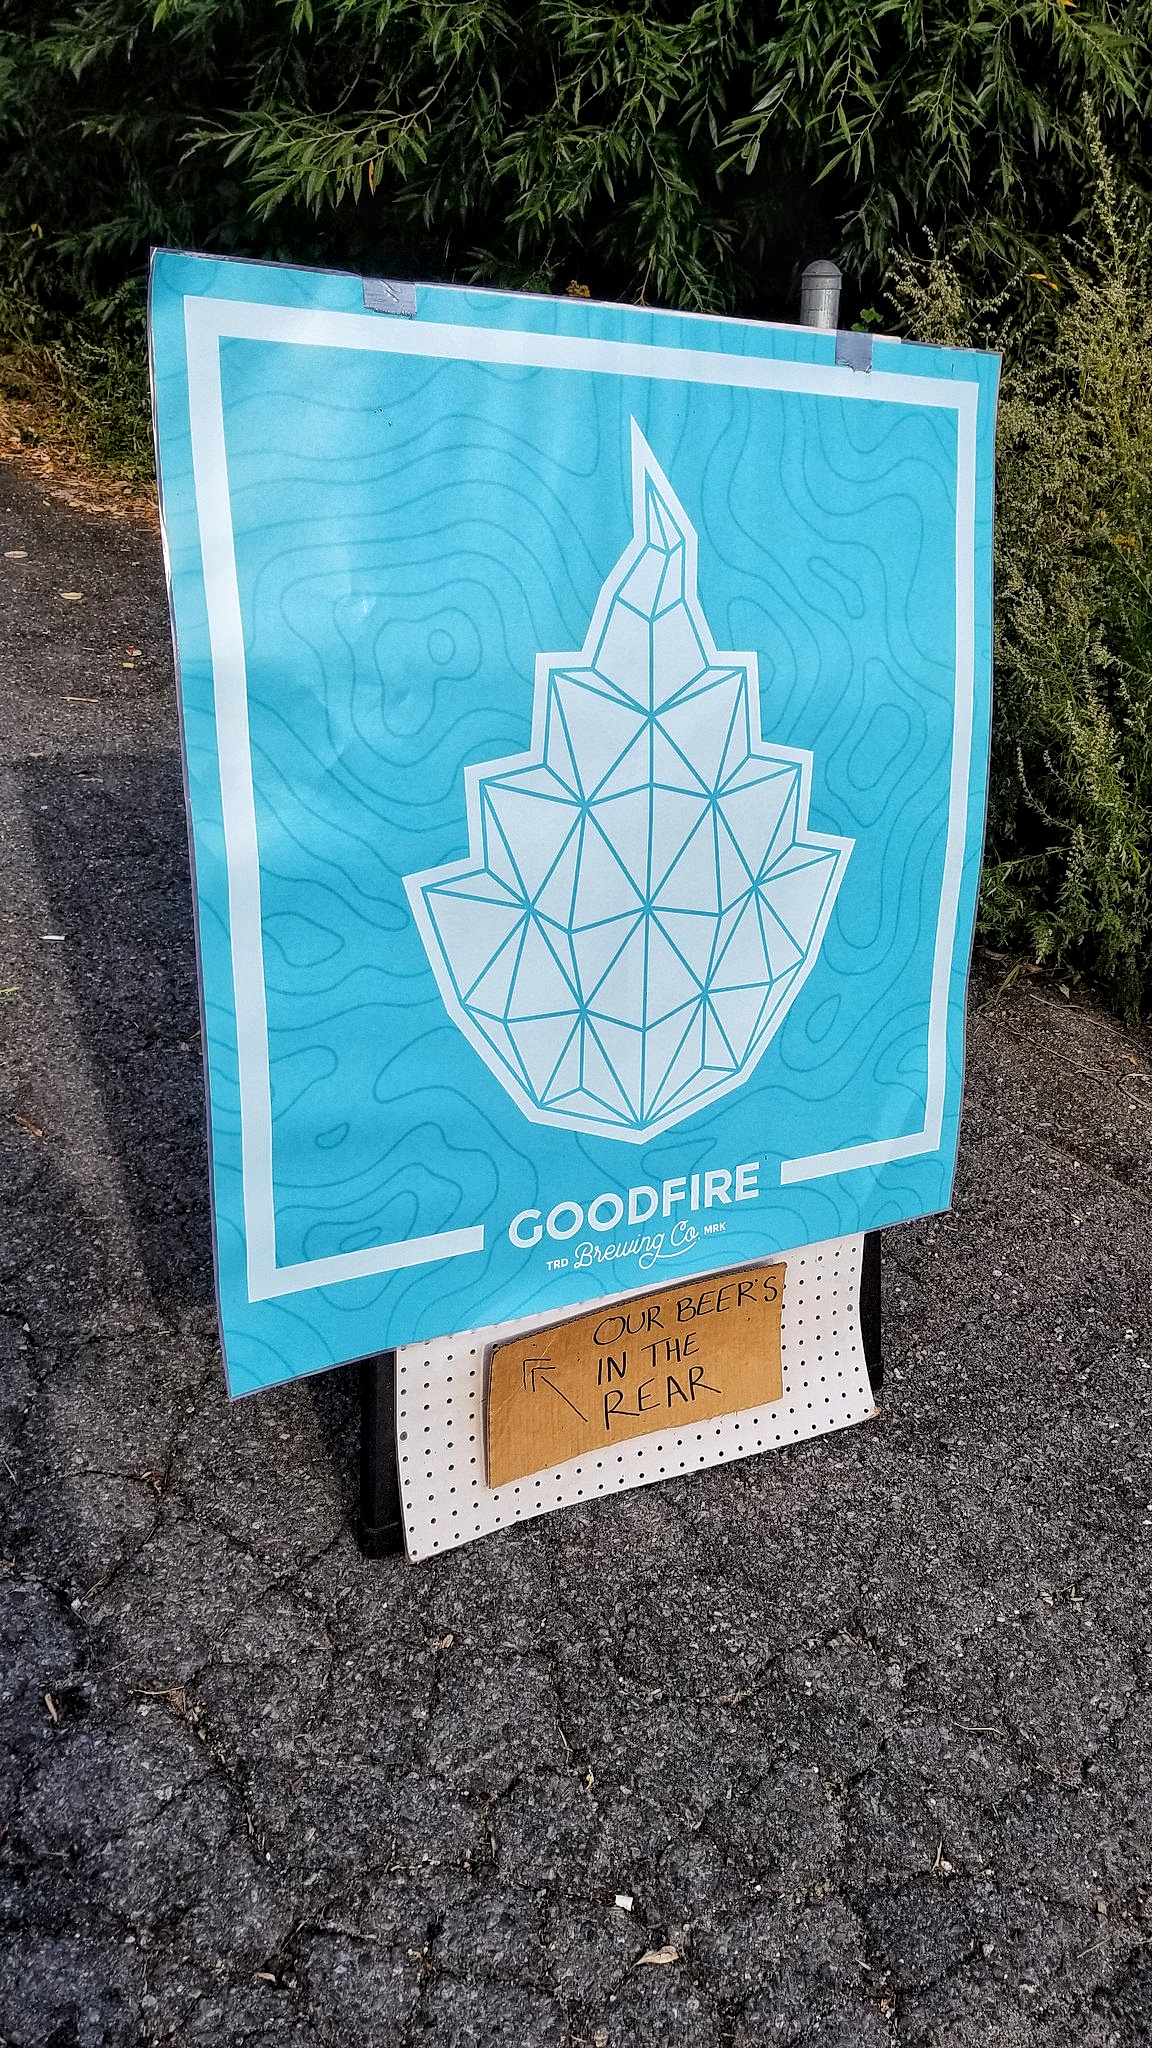 GOODFIRE
TRD Brewing Co MRK
OUR BEER'S
IN THE
REAR